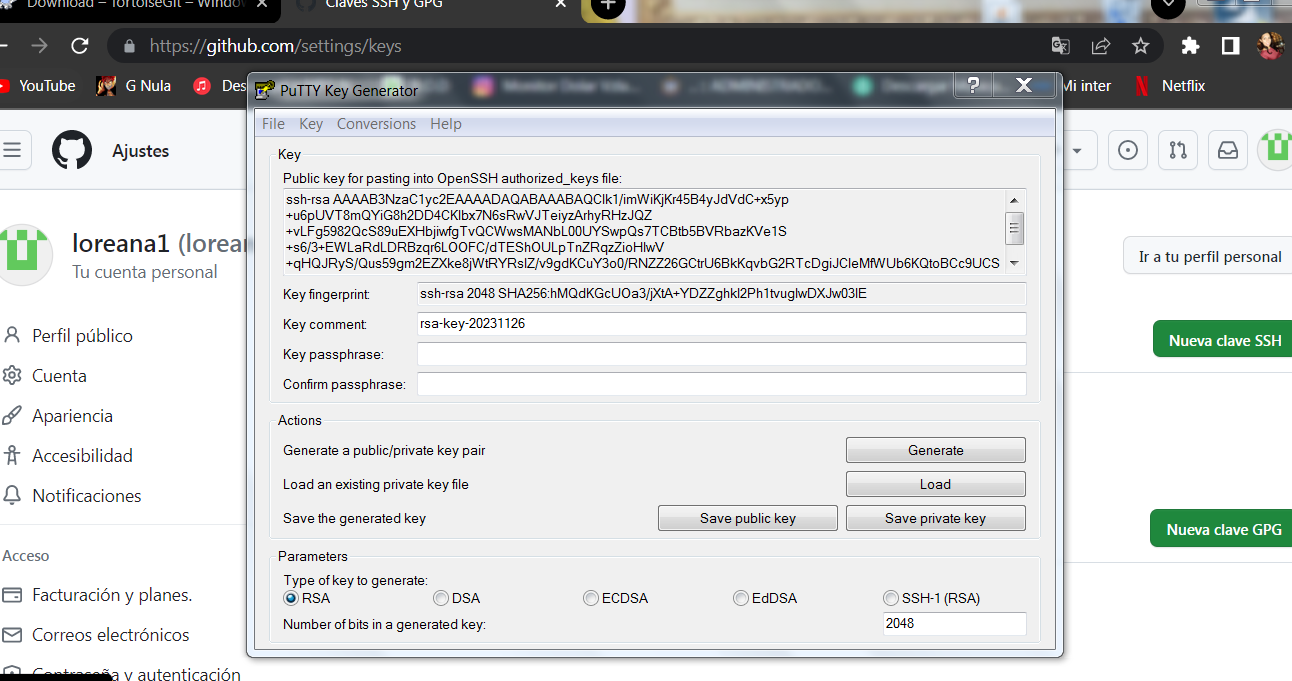 Download – TortoiseGit – Windov
Claves SSH y GPG
https://github.com/settings/keys
YouTube
G Nula
Des
Mi inter
Netflix
PuTTY Key Generator
File Key Conversions Help
Ajustes
loreana1 (lorean
Tu cuenta personal
Ir a tu perfil personal
Perfil público
Cuenta
Apariencia
Accesibilidad
Notificaciones
Acceso
Facturación y planes.
Correos electrónicos
Contraseña y autenticación
Nueva clave SSH
Nueva clave GPG
Key
Public key for pasting into OpenSSH authorized_keys file:
ssh-rsa AAAAB3NzaC1yc2EAAAADAQABAAABAQClk1/imWiKjKr45B4yJdVdC+x5yp
+u6pUVT8mQYiG8h2DD4CKlbx7N6sRwVJTeiyzArhyRHzJQZ
+vLFg5982QcS89uEXHbjiwfgTvQCWwsMANbL00UYSwpQs7TCBtb5BVRbazKVe1S
+s6/3+EWLaRdLDRBzqr6LOOFC/dTEShOULpTnZRqzZioHlwV
+qHQJRyS/Qus59gm2EZXke8jWtRYRslZ/v9gdKCuY3o0/RNZZ26GCtrU6BkKqvbG2RTcDgiJCleMfWUb6KQtoBCc9UCS
Key fingerprint:
ssh-rsa 2048 SHA256:hMQdKGcUOa3/jXtA+YDZZghkl2Ph1tvuglwDXJw03lE
Key comment:
rsa-key-20231126
Key passphrase:
Confirm passphrase:
Actions
Generate a public/private key pair
Generate
Load an existing private key file
Load
Save the generated key
Save public key
Save private key
Parameters
Type of key to generate:
RSA
DSA
ECDSA
EdDSA
SSH-1 (RSA)
Number of bits in a generated key:
2048